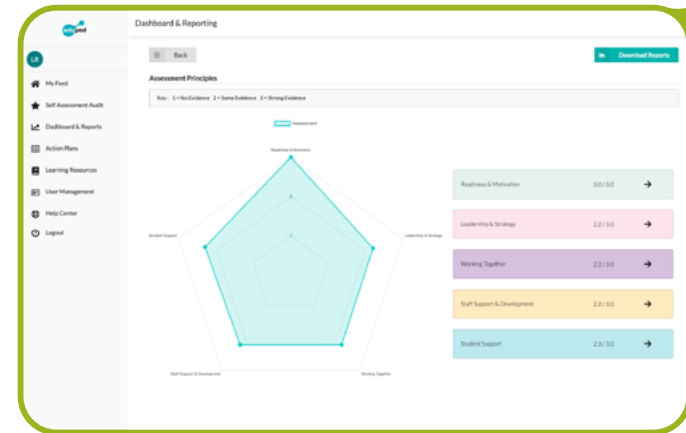 edupod
Dashboard & Reporting
LR
My Feed
Self Assessment Audit
Dashboard & Reports
Action Plans
Learning Resources
User Management
Help Center
Logout
Back
Download Reports
Assessment Principles
Key: 1 = No Evidence 2 = Some Evidence 3 = Strong Evidence
Assessment
Readiness & Motivation
Student Support
Leadership & Strategy
Staff Support & Development
Working Together
Readiness & Motivation 3.0 / 3.0
Leadership & Strategy 2.2 / 3.0
Working Together 2.2 / 3.0
Staff Support & Development 2.2 / 3.0
Student Support 2.3 / 3.0